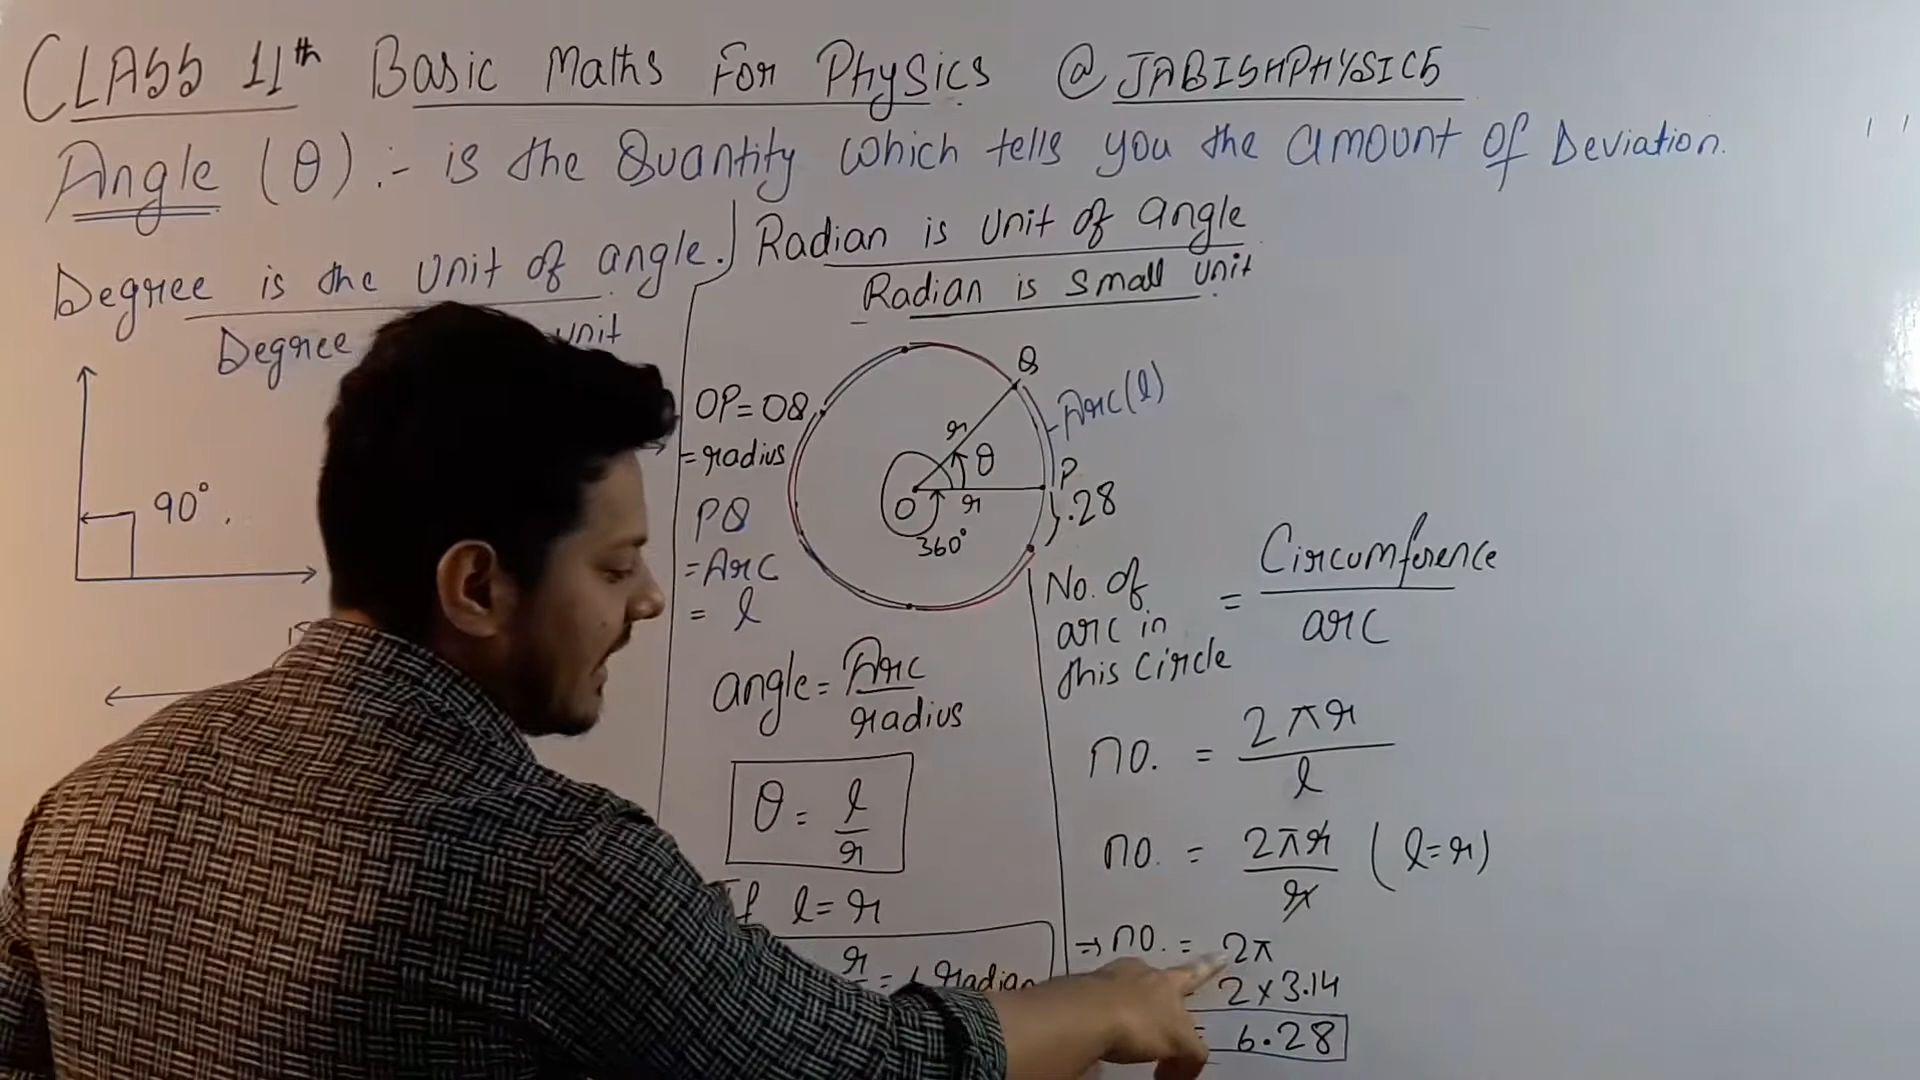 CLASS 11th Basic Maths For Physics @JABISHPHYSICS
Angle (θ) :- is the Quantity which tells you the amount of Deviation.
Degree is the unit of angle.
Degree unit
90°
Radian is unit of angle
Radian is small unit
OP = OQ
= radius
PQ
= Arc
= l
Q
Arc (l)
r
θ
P
O
r
360°
.28
angle = Arc
radius
θ = l
r
l = r
r = 1 radian
No. of
arc in
this circle
= Circumference
arc
no. = 2πr
l
no. = 2πr (l=r)
r
⇒ no. = 2π
2 x 3.14
= 6.28